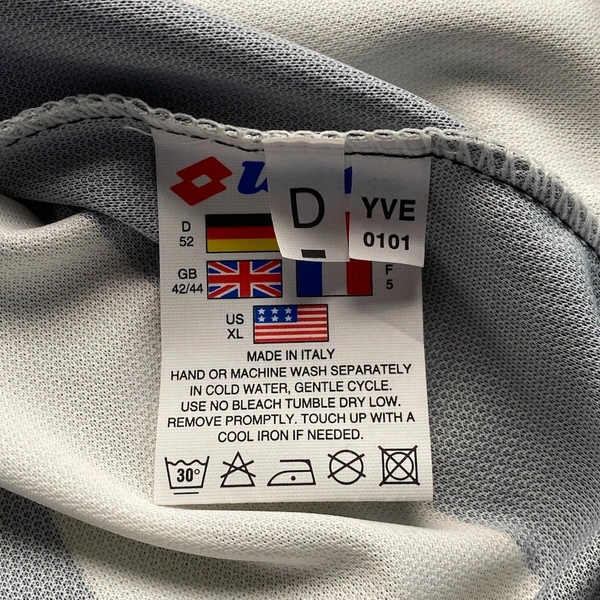 D
YVE
0101
D
52
GB
42/44
F
5
US
XL
MADE IN ITALY
HAND OR MACHINE WASH SEPARATELY
IN COLD WATER, GENTLE CYCLE.
USE NO BLEACH TUMBLE DRY LOW.
REMOVE PROMPTLY. TOUCH UP WITH A
COOL IRON IF NEEDED.
30°